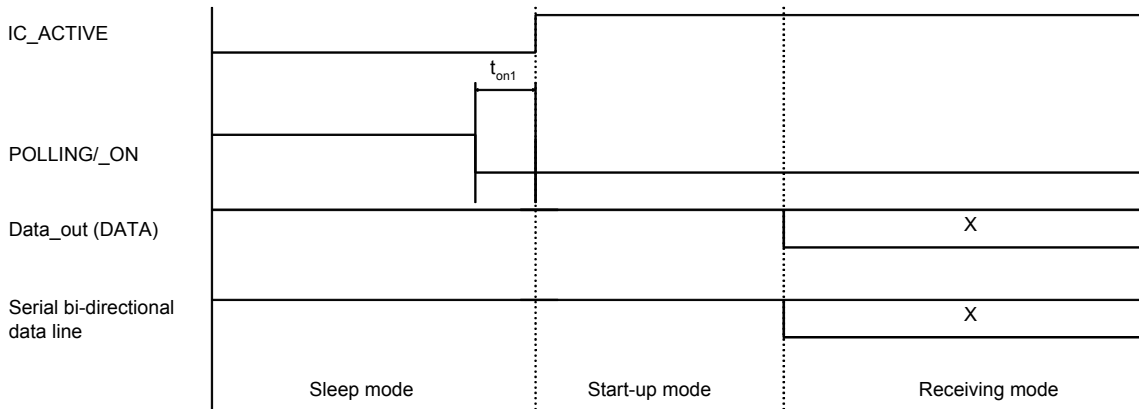 IC_ACTIVE
t_on1
POLLING/_ON
Data_out (DATA)
X
Serial bi-directional
data line
X
Sleep mode
Start-up mode
Receiving mode